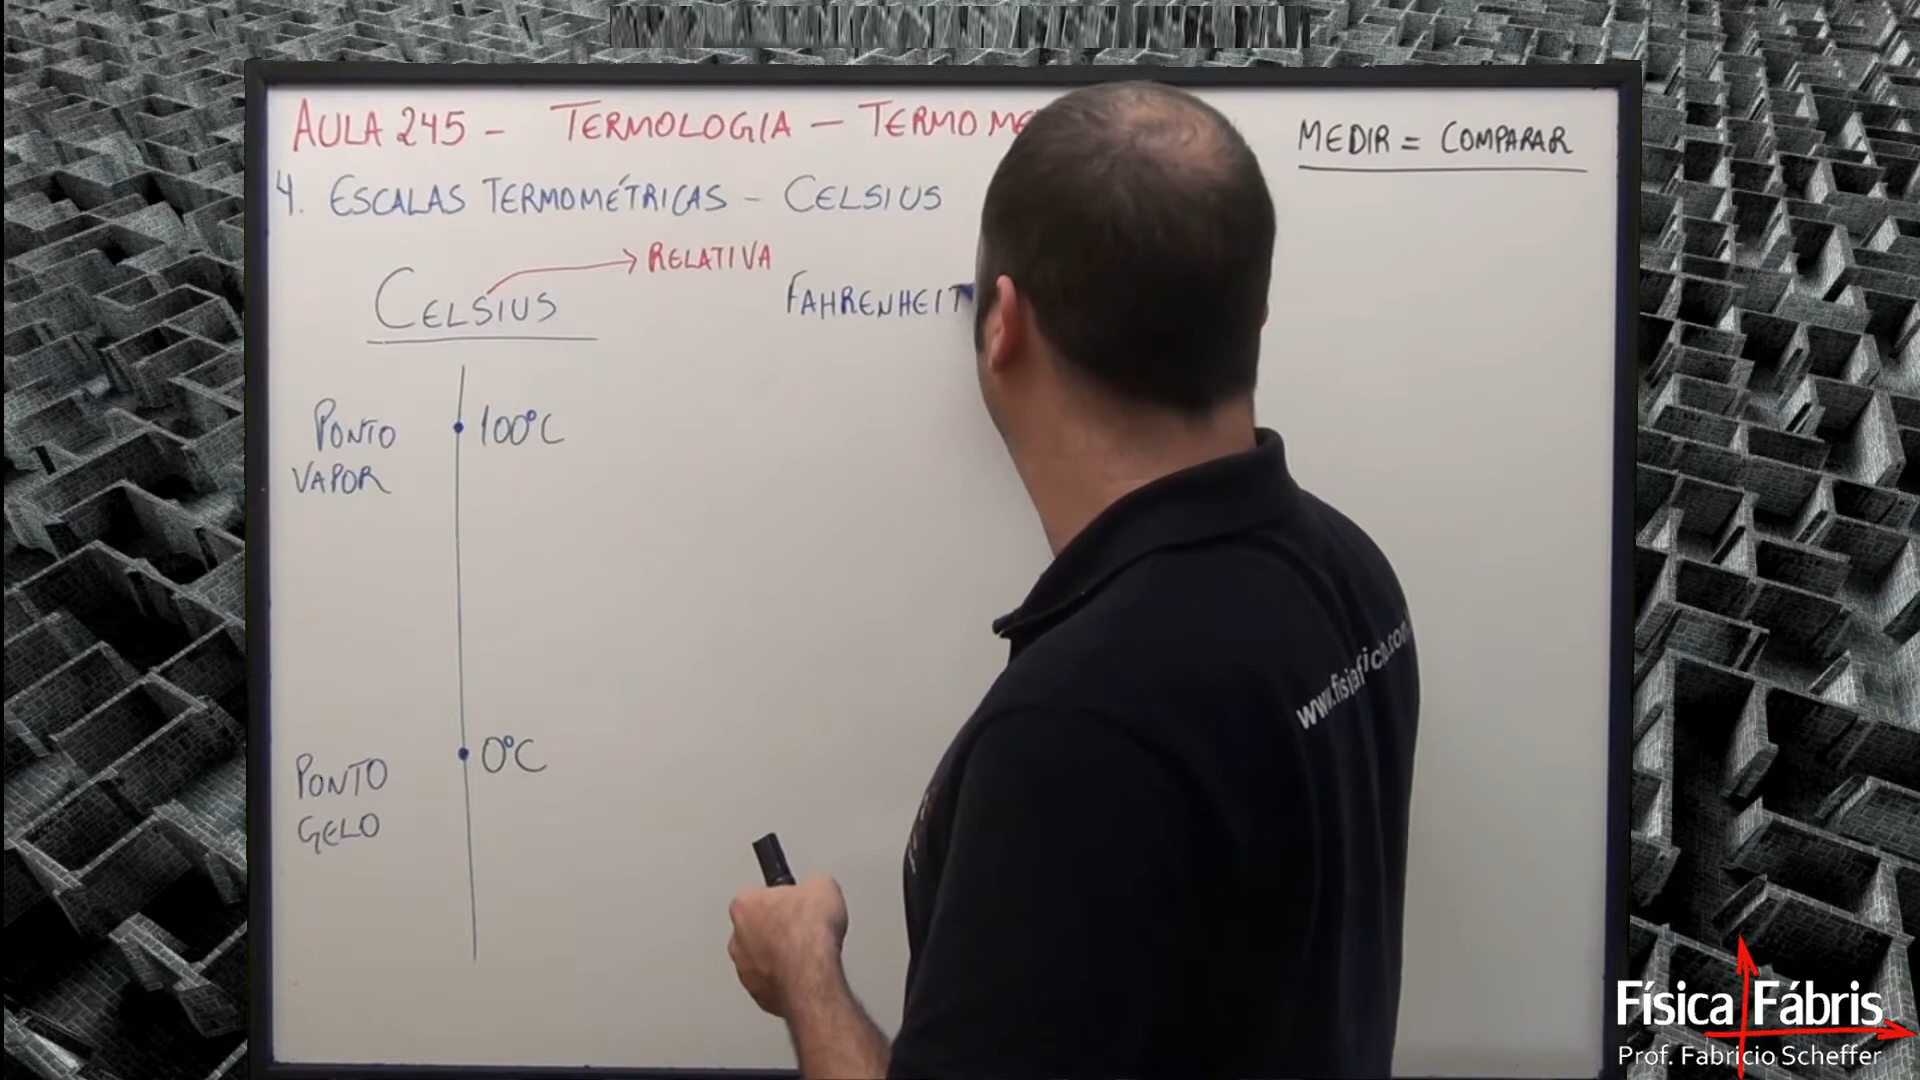 AULA 245 - TERMOLOGIA - TERMOME
MEDIR = COMPARAR
4. ESCALAS TERMOMÉTRICAS - CELSIUS
RELATIVA
CELSIUS
FAHRENHEIT
PONTO
VAPOR
100°C
PONTO
GELO
0°C
Física Fábris
Prof. Fabricio Scheffer